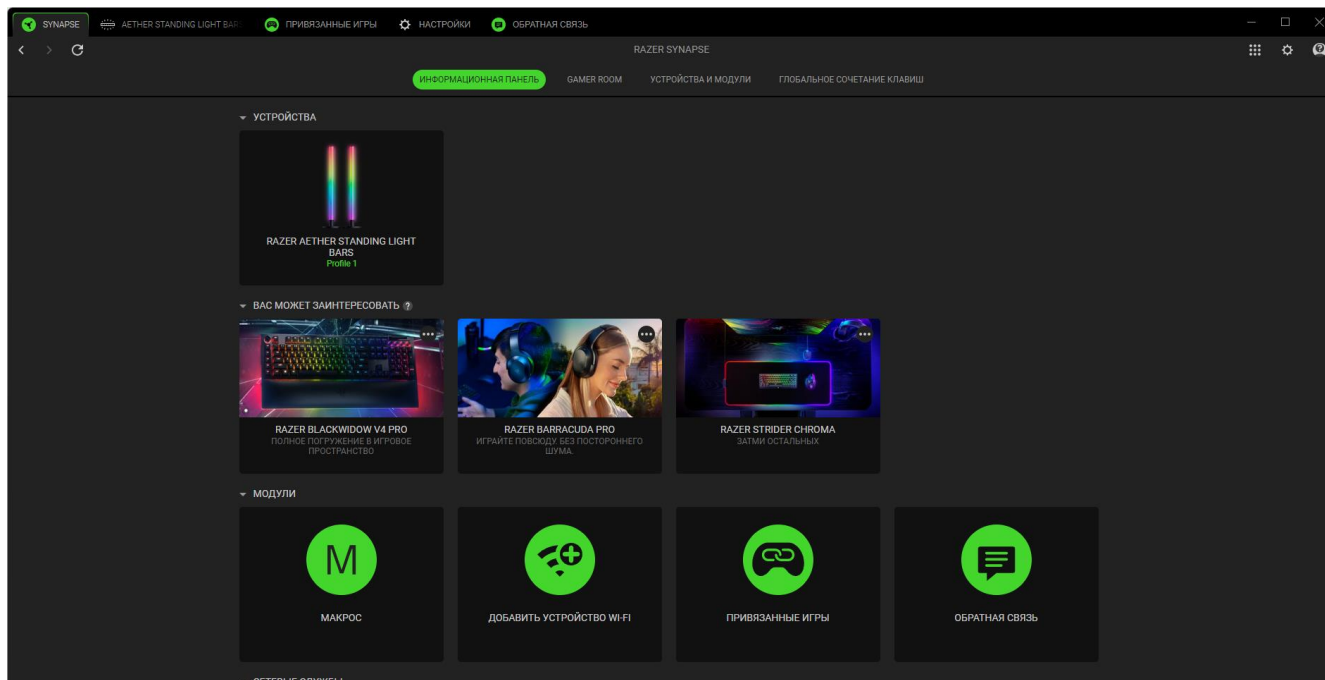 SYNAPSE
AETHER STANDING LIGHT BAR
ПРИВЯЗАННЫЕ ИГРЫ
НАСТРОЙКИ
ОБРАТНАЯ СВЯЗЬ
RAZER SYNAPSE
ИНФОРМАЦИОННАЯ ПАНЕЛЬ
GAMER ROOM
УСТРОЙСТВА И МОДУЛИ
ГЛОБАЛЬНОЕ СОЧЕТАНИЕ КЛАВИШ
УСТРОЙСТВА
RAZER AETHER STANDING LIGHT
BARS
Profile 1
ВАС МОЖЕТ ЗАИНТЕРЕСОВАТЬ ?
RAZER BLACKWIDOW V4 PRO
ПОЛНОЕ ПОГРУЖЕНИЕ В ИГРОВОЕ
ПРОСТРАНСТВО
RAZER BARRACUDA PRO
ИГРАЙТЕ ПОВСЮДУ. БЕЗ ПОСТОРОННЕГО
ШУМА.
RAZER STRIDER CHROMA
ЗАТМИ ОСТАЛЬНЫХ
МОДУЛИ
M
МАКРОС
ДОБАВИТЬ УСТРОЙСТВО WI-FI
ПРИВЯЗАННЫЕ ИГРЫ
ОБРАТНАЯ СВЯЗЬ